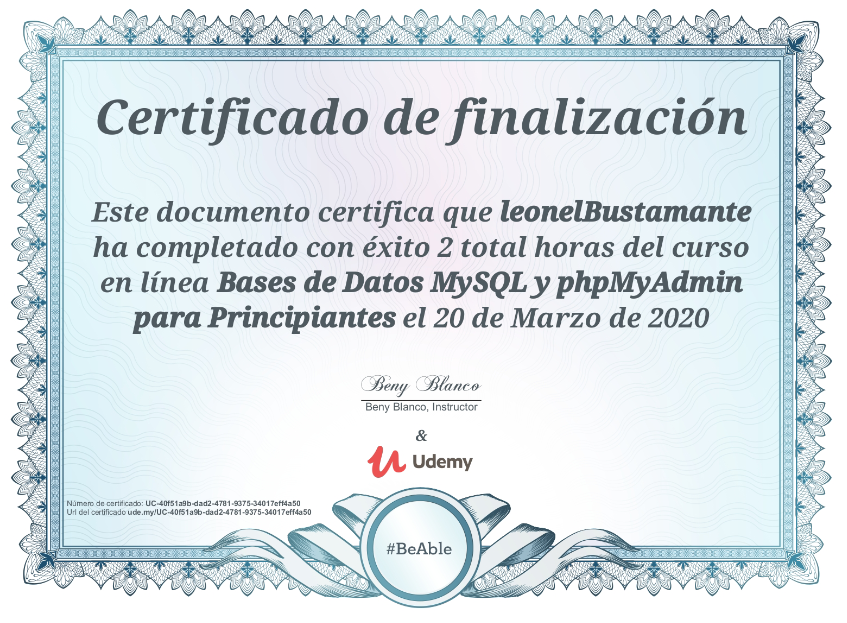 Certificado de finalización
Este documento certifica que leonelBustamante
ha completado con éxito 2 total horas del curso
en línea Bases de Datos MySQL y phpMyAdmin
para Principiantes el 20 de Marzo de 2020
Beny Blanco
Beny Blanco, Instructor
&
Udemy
Número de certificado: UC-40f51a9b-dad2-4781-9375-34017eff4a50
Url del certificado ude.my/UC-40f51a9b-dad2-4781-9375-34017eff4a50
#BeAble